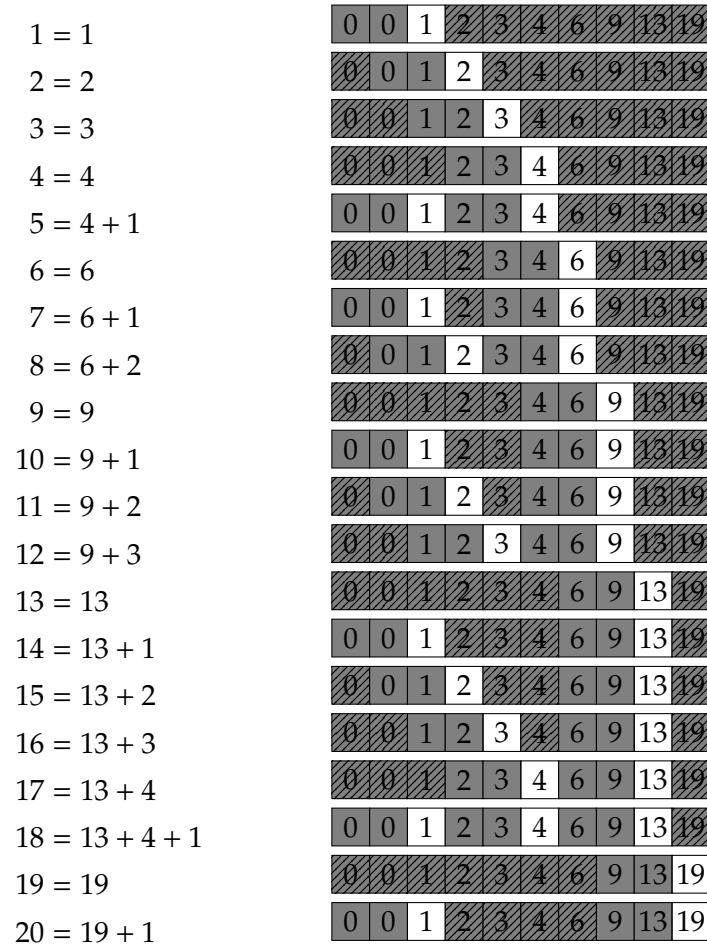 1 = 1 0 0 1 2 3 4 6 9 13 19
2 = 2 0 0 1 2 3 4 6 9 13 19
3 = 3 0 0 1 2 3 4 6 9 13 19
4 = 4 0 0 1 2 3 4 6 9 13 19
5 = 4 + 1 0 0 1 2 3 4 6 9 13 19
6 = 6 0 0 1 2 3 4 6 9 13 19
7 = 6 + 1 0 0 1 2 3 4 6 9 13 19
8 = 6 + 2 0 0 1 2 3 4 6 9 13 19
9 = 9 0 0 1 2 3 4 6 9 13 19
10 = 9 + 1 0 0 1 2 3 4 6 9 13 19
11 = 9 + 2 0 0 1 2 3 4 6 9 13 19
12 = 9 + 3 0 0 1 2 3 4 6 9 13 19
13 = 13 0 0 1 2 3 4 6 9 13 19
14 = 13 + 1 0 0 1 2 3 4 6 9 13 19
15 = 13 + 2 0 0 1 2 3 4 6 9 13 19
16 = 13 + 3 0 0 1 2 3 4 6 9 13 19
17 = 13 + 4 0 0 1 2 3 4 6 9 13 19
18 = 13 + 4 + 1 0 0 1 2 3 4 6 9 13 19
19 = 19 0 0 1 2 3 4 6 9 13 19
20 = 19 + 1 0 0 1 2 3 4 6 9 13 19